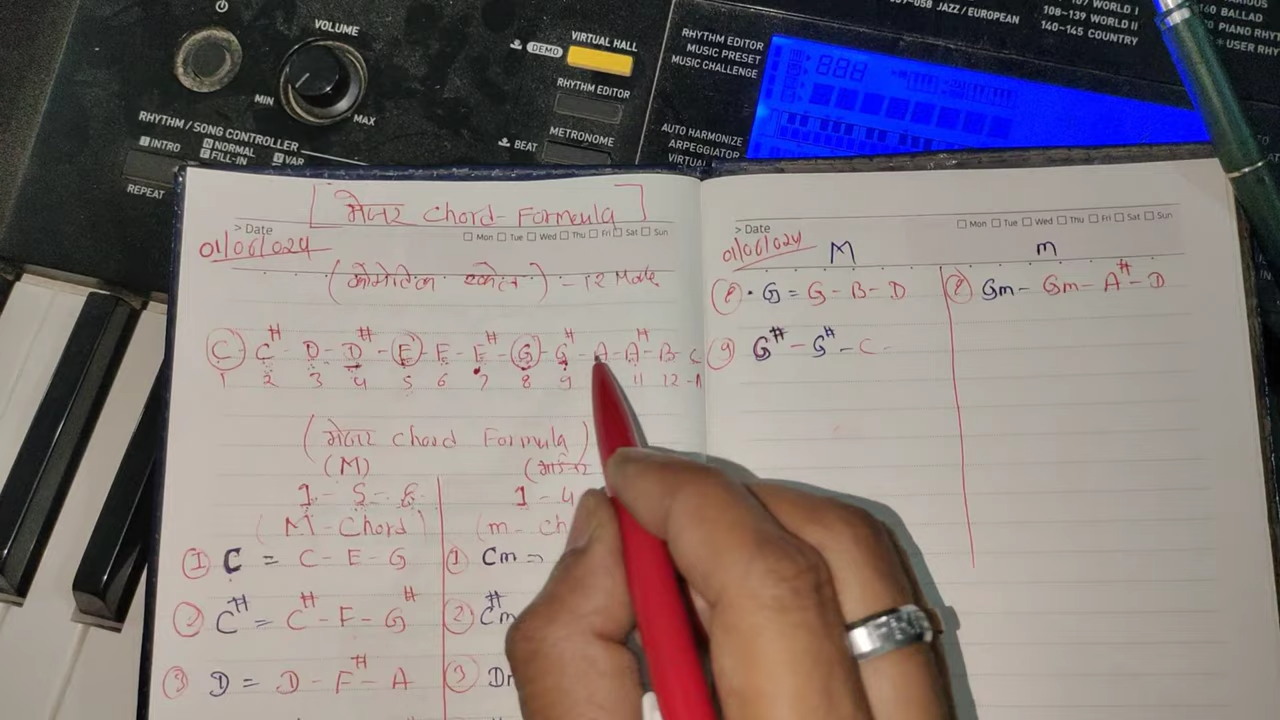 VOLUME
MIN
MAX
RHYTHM / SONG CONTROLLER
INTRO
NORMAL
FILL-IN
VAR
REPEAT
DEMO
VIRTUAL HALL
RHYTHM EDITOR
METRONOME
BEAT
RHYTHM EDITOR
MUSIC PRESET
MUSIC CHALLENGE
AUTO HARMONIZE
ARPEGGIATOR
JAZZ / EUROPEAN
WORLD I
108-139 WORLD II
140-145 COUNTRY
160 BALLAD
PIANO RHY
USER RHY
मेजर Chord-Formula
> Date
Mon Tue Wed Thu Fri Sat Sun
01/06/024
(क्रोमेटिक स्केल) - 12 Mode
C C# - D - D# - E - E - F# - G - G# - A - A# - B C
1 2 3 4 5 6 7 8 9 11 12 -1
(मेजर Chord Formula)
(M)
1 - 5 - 8
1 - 4
(M - Chord)
(m - ch
① C = C - E - G
① Cm =
② C# = C# - F - G#
② C#m
③ D = D - F# - A
③ D
> Date
Mon Tue Wed Thu Fri Sat Sun
01/06/024
M
m
⑧ G = G - B - D
⑧ Gm - Gm - A# - D
⑨ G# - G# - C -